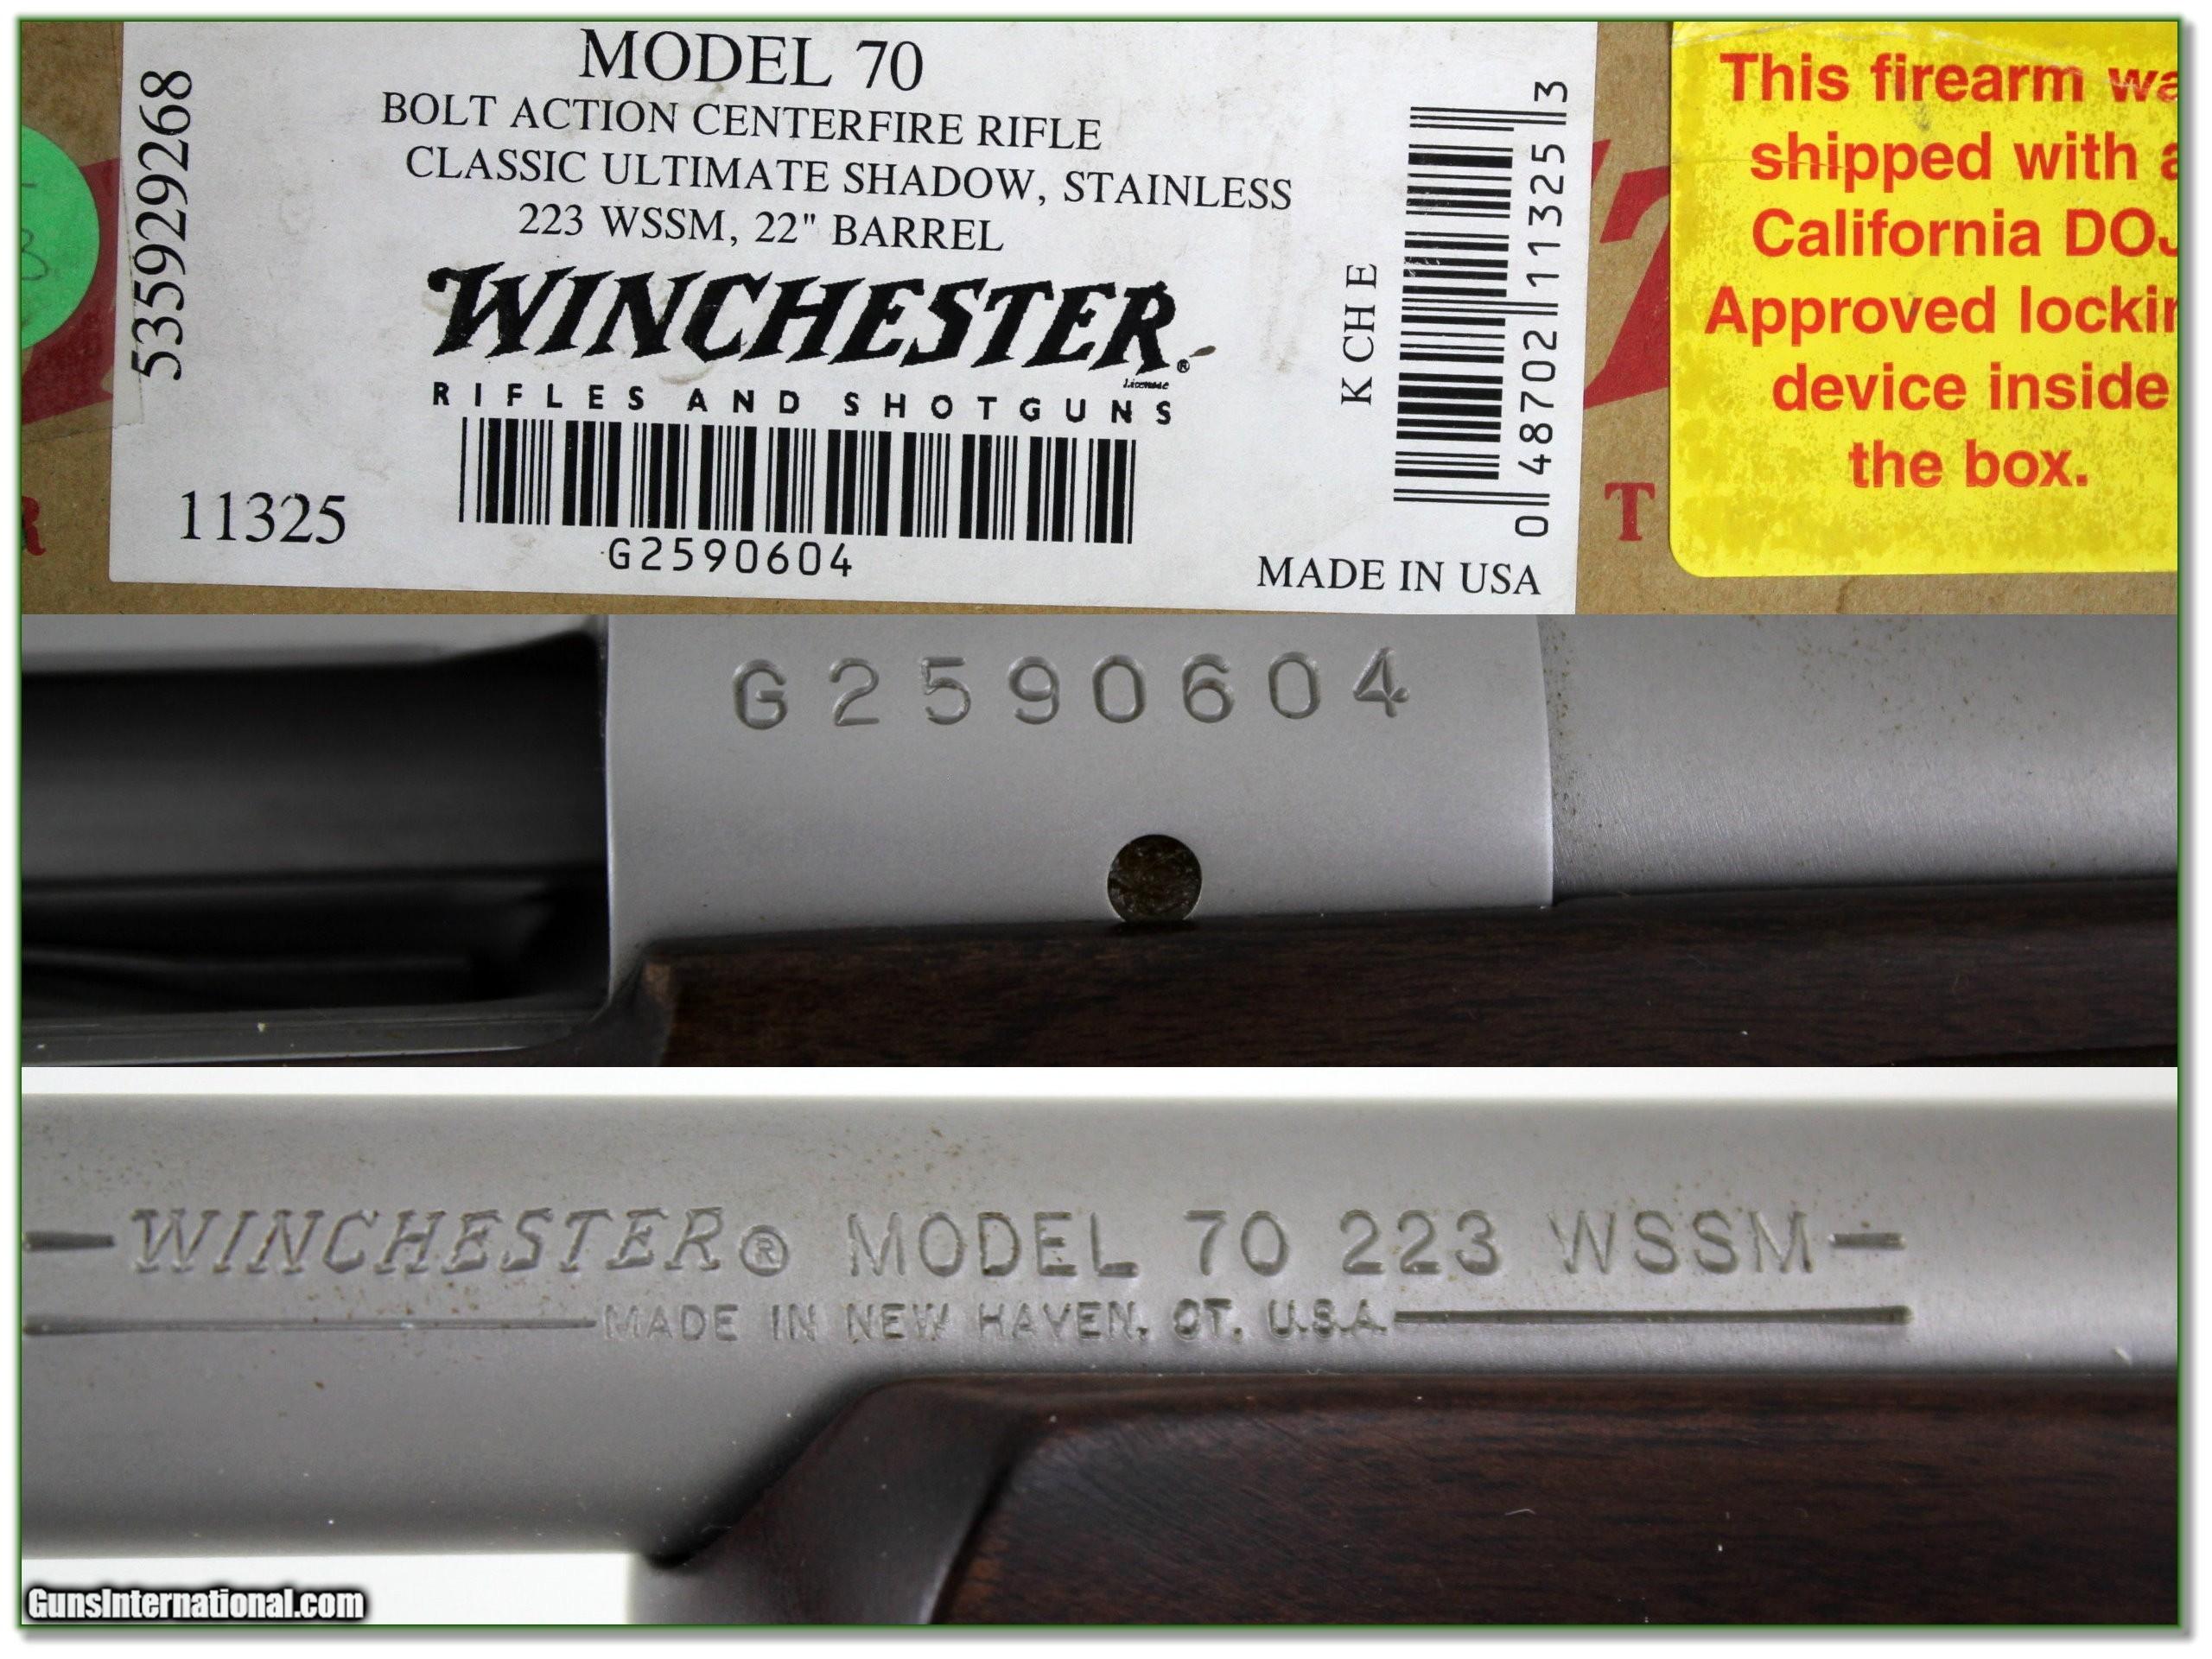 MODEL 70
BOLT ACTION CENTERFIRE RIFLE
CLASSIC ULTIMATE SHADOW, STAINLESS
223 WSSM, 22" BARREL
WINCHESTER®
Licensee
RIFLES AND SHOTGUNS
G2590604
535929268
11325
K CH E
0 48702 11325 3
MADE IN USA
R
T
This firearm wa
shipped with a
California DOJ
Approved lockin
device inside
the box.
G2590604
WINCHESTER® MODEL 70 223 WSSM
MADE IN NEW HAVEN, CT. U.S.A.
GunsInternational.com